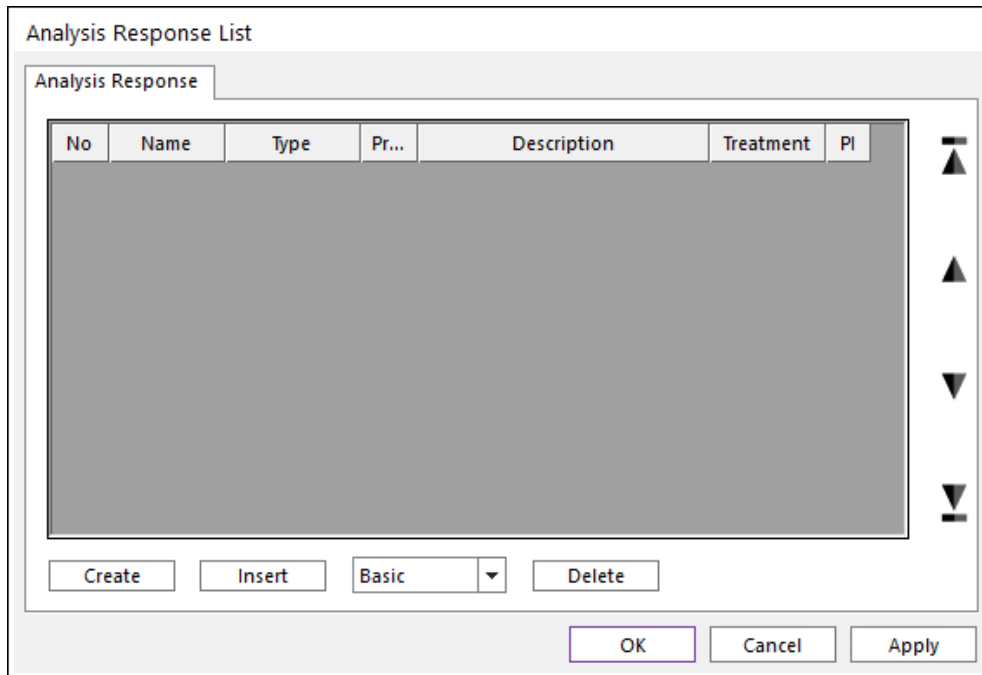 Analysis Response List
Analysis Response
No Name Type Pr... Description Treatment PI
Create Insert Basic Delete
OK Cancel Apply